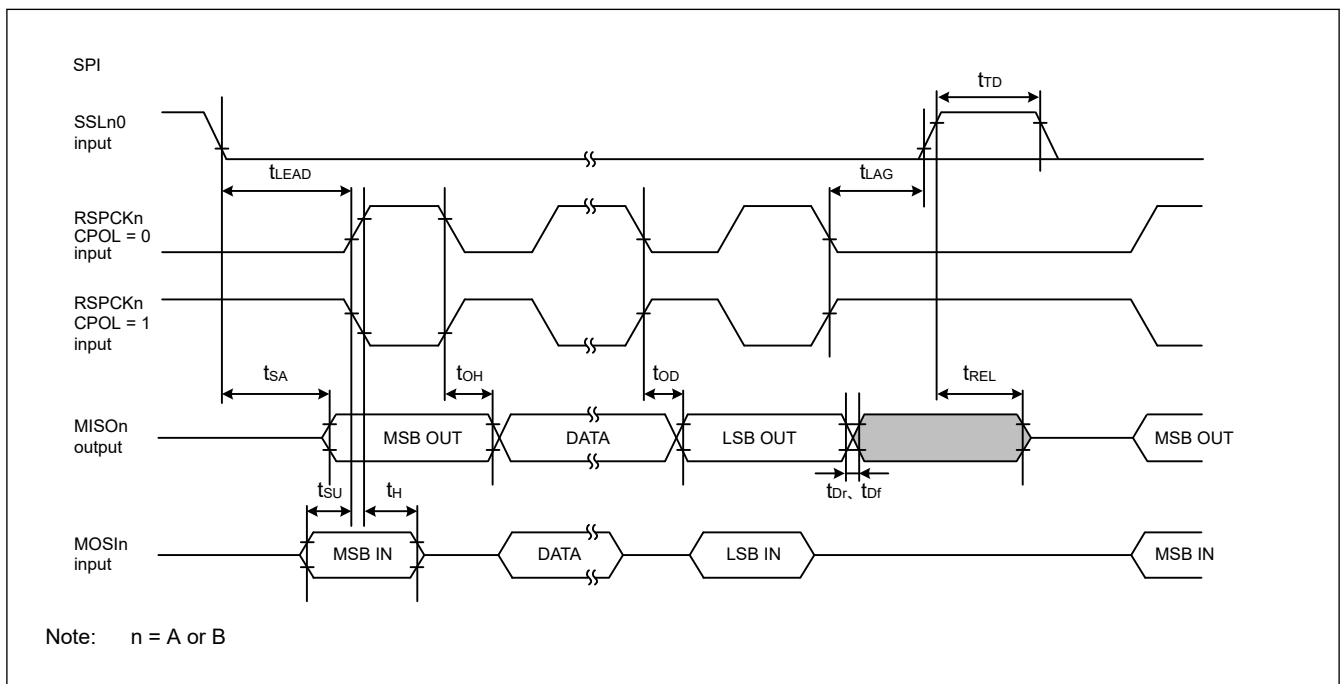 SPI
tTD
SSLn0
input
tLEAD
tLAG
RSPCKn
CPOL = 0
input
RSPCKn
CPOL = 1
input
tSA
tOH
tOD
tREL
MISOn
output
MSB OUT
DATA
LSB OUT
MSB OUT
tDr、 tDf
tSU
tH
MOSIn
input
MSB IN
DATA
LSB IN
MSB IN
Note: n = A or B